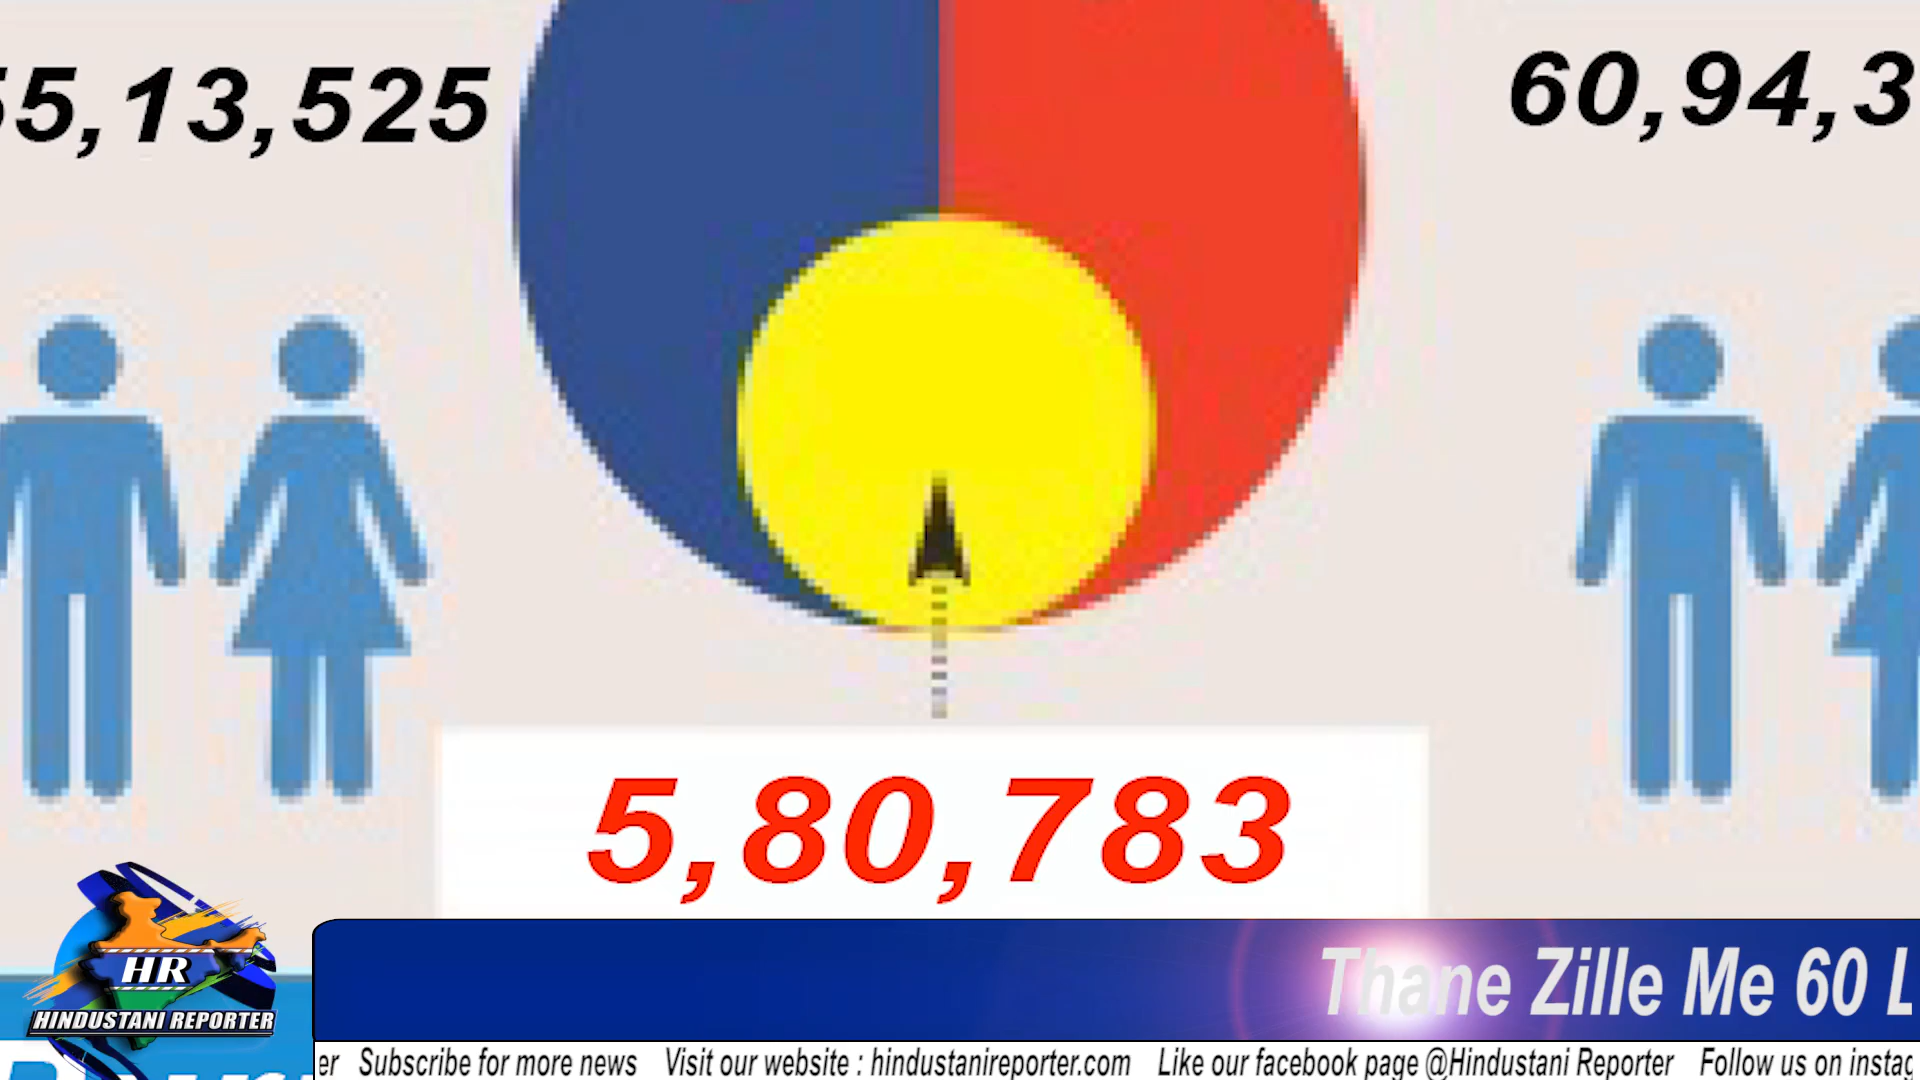 55,13,525
60,94,3
5,80,783
HR
HINDUSTANI REPORTER
Thane Zille Me 60 L
er Subscribe for more news Visit our website : hindustanireporter.com Like our facebook page @Hindustani Reporter Follow us on instag